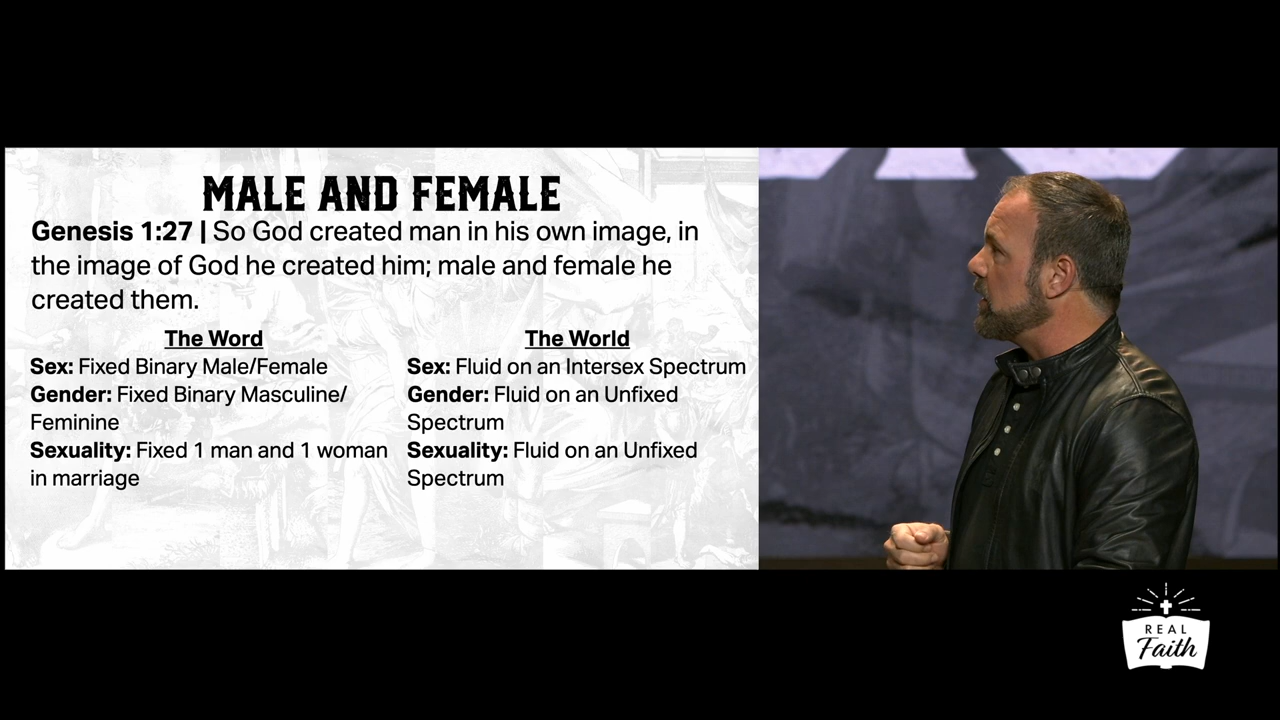 MALE AND FEMALE
Genesis 1:27 | So God created man in his own image, in
the image of God he created him; male and female he
created them.
The Word
Sex: Fixed Binary Male/Female
Gender: Fixed Binary Masculine/
Feminine
Sexuality: Fixed 1 man and 1 woman
in marriage
The World
Sex: Fluid on an Intersex Spectrum
Gender: Fluid on an Unfixed
Spectrum
Sexuality: Fluid on an Unfixed
Spectrum
REAL
Faith